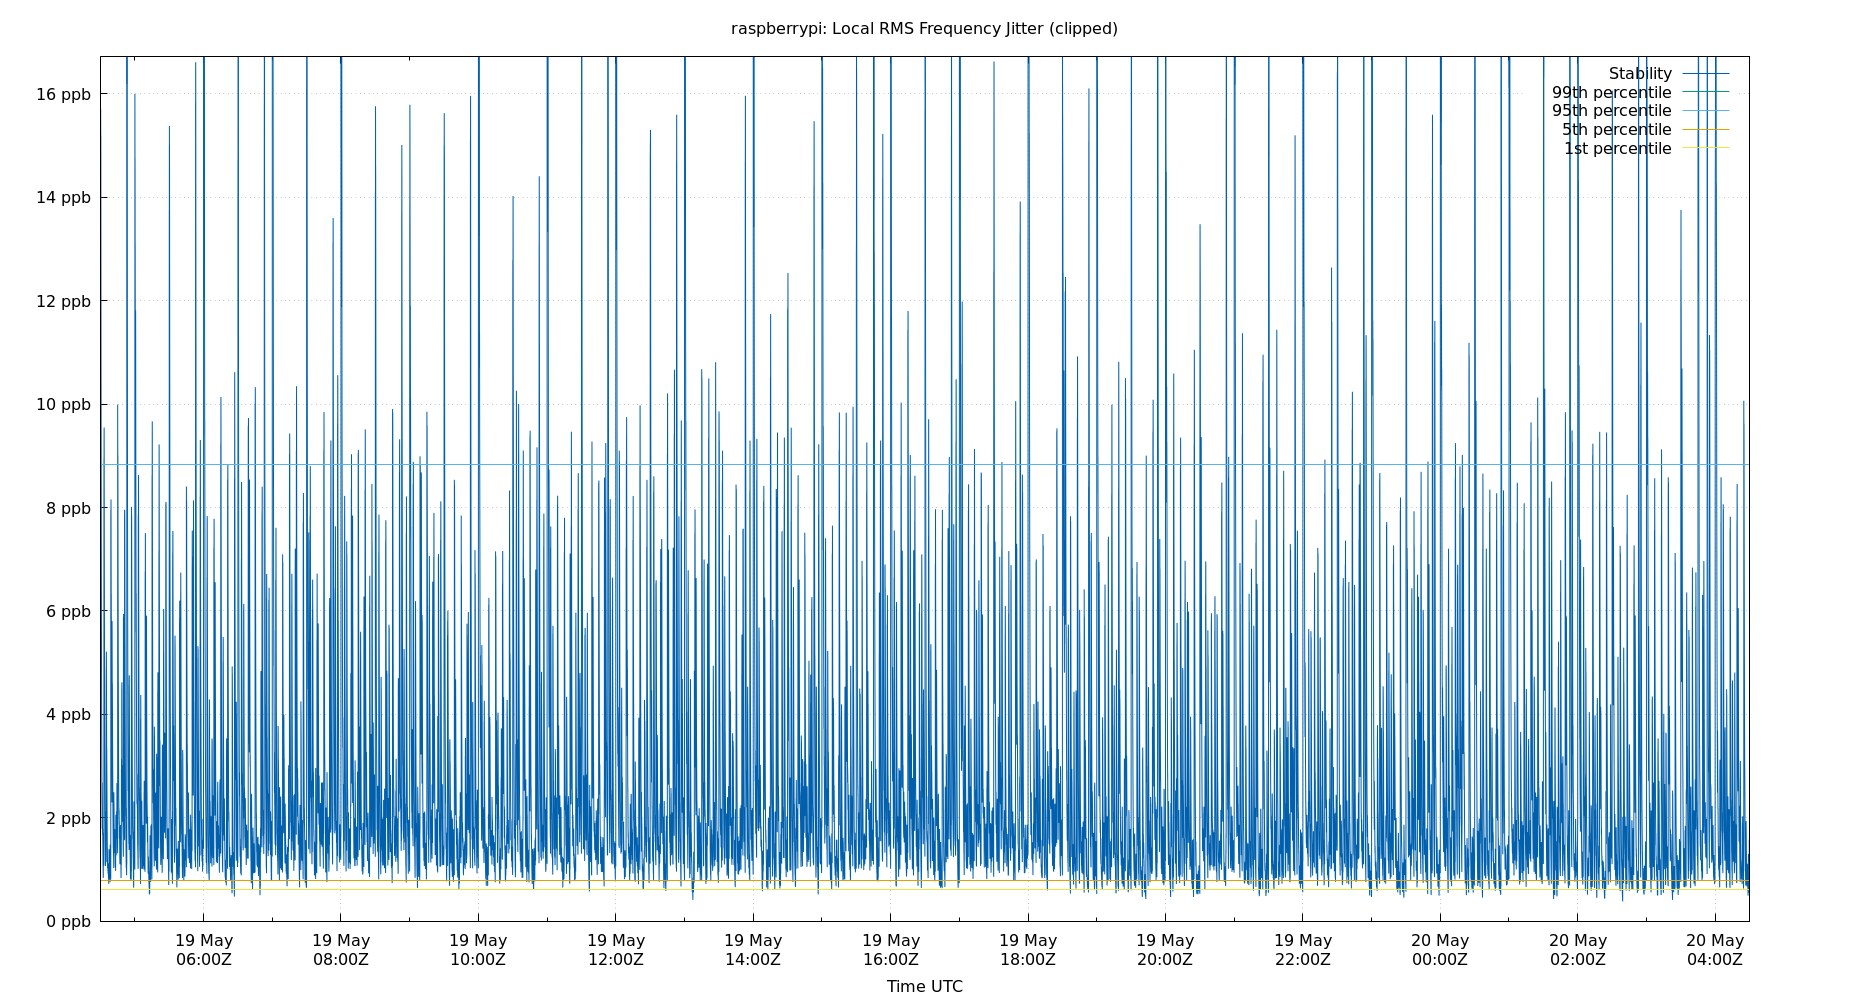 raspberrypi: Local RMS Frequency Jitter (clipped)
Stability
99th percentile
95th percentile
5th percentile
1st percentile
16 ppb
14 ppb
12 ppb
10 ppb
8 ppb
6 ppb
4 ppb
2 ppb
0 ppb
19 May 19 May 19 May 19 May 19 May 19 May 19 May 19 May 19 May 20 May 20 May 20 May
06:00Z 08:00Z 10:00Z 12:00Z 14:00Z 16:00Z 18:00Z 20:00Z 22:00Z 00:00Z 02:00Z 04:00Z
Time UTC